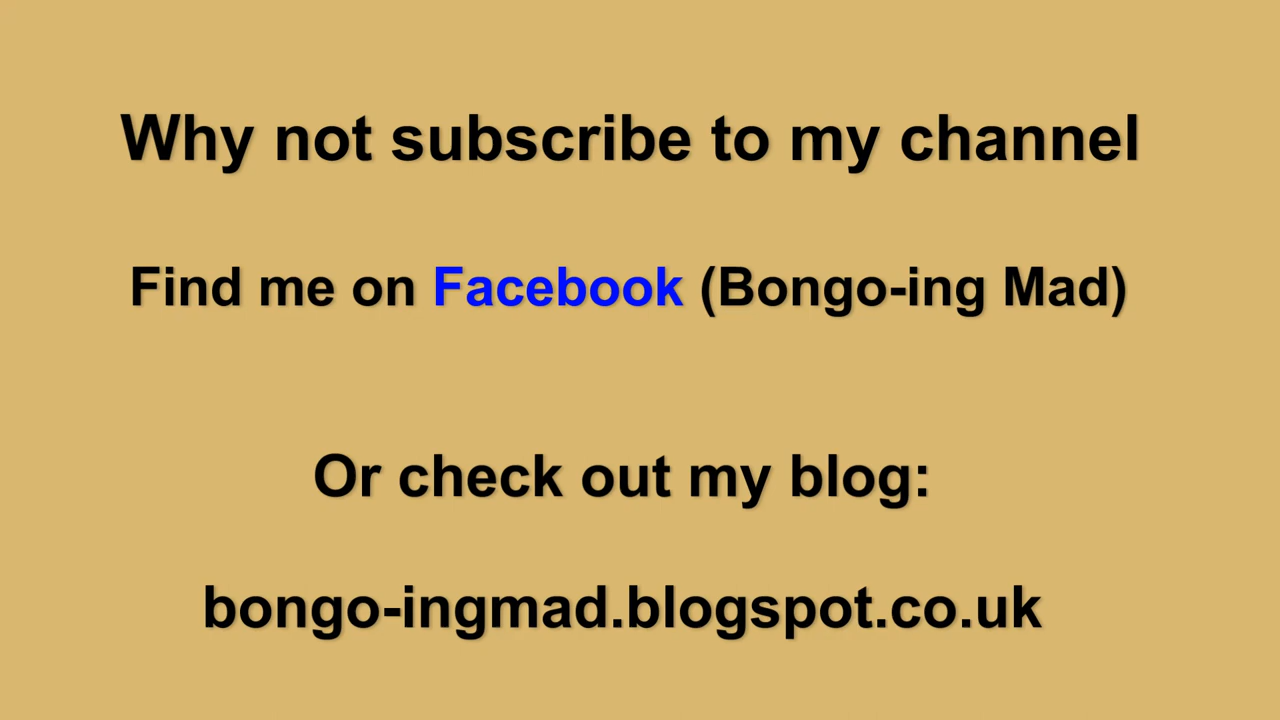 Why not subscribe to my channel
Find me on Facebook (Bongo-ing Mad)
Or check out my blog:
bongo-ingmad.blogspot.co.uk